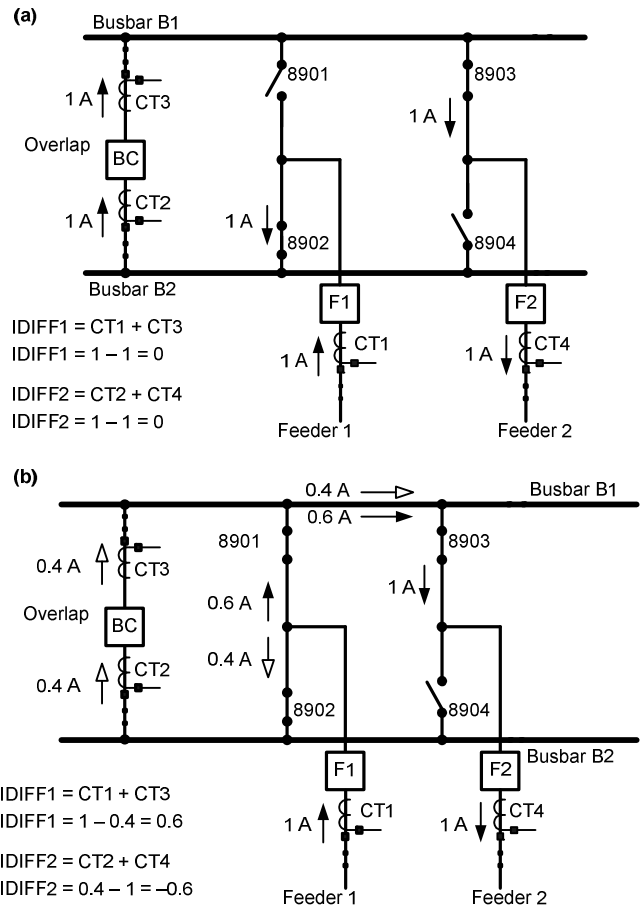 (a)
Busbar B1
8901
8903
1 A
CT3
1 A
Overlap
BC
CT2
1 A
1 A
8902
8904
Busbar B2
F1
F2
IDIFF1 = CT1 + CT3
IDIFF1 = 1 – 1 = 0
CT1
CT4
1 A
1 A
IDIFF2 = CT2 + CT4
IDIFF2 = 1 – 1 = 0
Feeder 1
Feeder 2
(b)
0.4 A
Busbar B1
0.6 A
8901
8903
0.4 A
CT3
0.6 A
1 A
Overlap
BC
0.4 A
CT2
0.4 A
8902
8904
Busbar B2
F1
F2
IDIFF1 = CT1 + CT3
IDIFF1 = 1 – 0.4 = 0.6
CT1
CT4
1 A
1 A
IDIFF2 = CT2 + CT4
IDIFF2 = 0.4 – 1 = –0.6
Feeder 1
Feeder 2